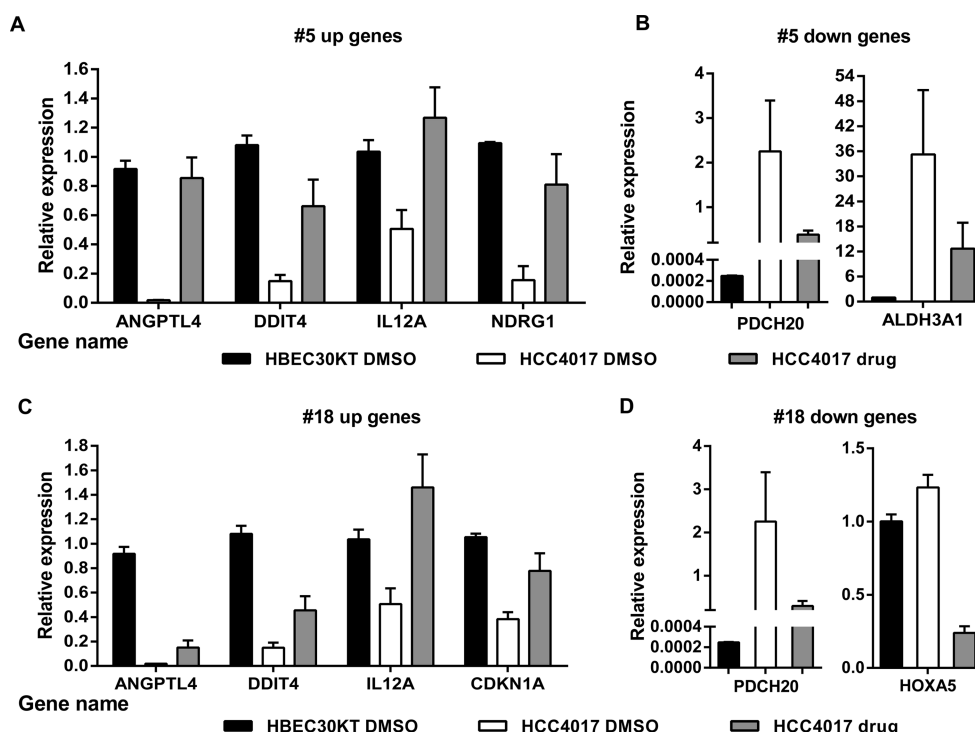 A
#5 up genes
Relative expression
1.6
1.4
1.2
1.0
0.8
0.6
0.4
0.2
0.0
ANGPTL4 DDIT4 IL12A NDRG1
Gene name
B
#5 down genes
Relative expression
4
3
2
1
0.0004
0.0002
0.0000
PDCH20
54
48
42
36
30
24
18
12
6
0
ALDH3A1
HBEC30KT DMSO HCC4017 DMSO HCC4017 drug
C
#18 up genes
Relative expression
1.8
1.6
1.4
1.2
1.0
0.8
0.6
0.4
0.2
0.0
ANGPTL4 DDIT4 IL12A CDKN1A
Gene name
D
#18 down genes
Relative expression
4
3
2
1
0.0004
0.0002
0.0000
PDCH20
1.5
1.0
0.5
0.0
HOXA5
HBEC30KT DMSO HCC4017 DMSO HCC4017 drug